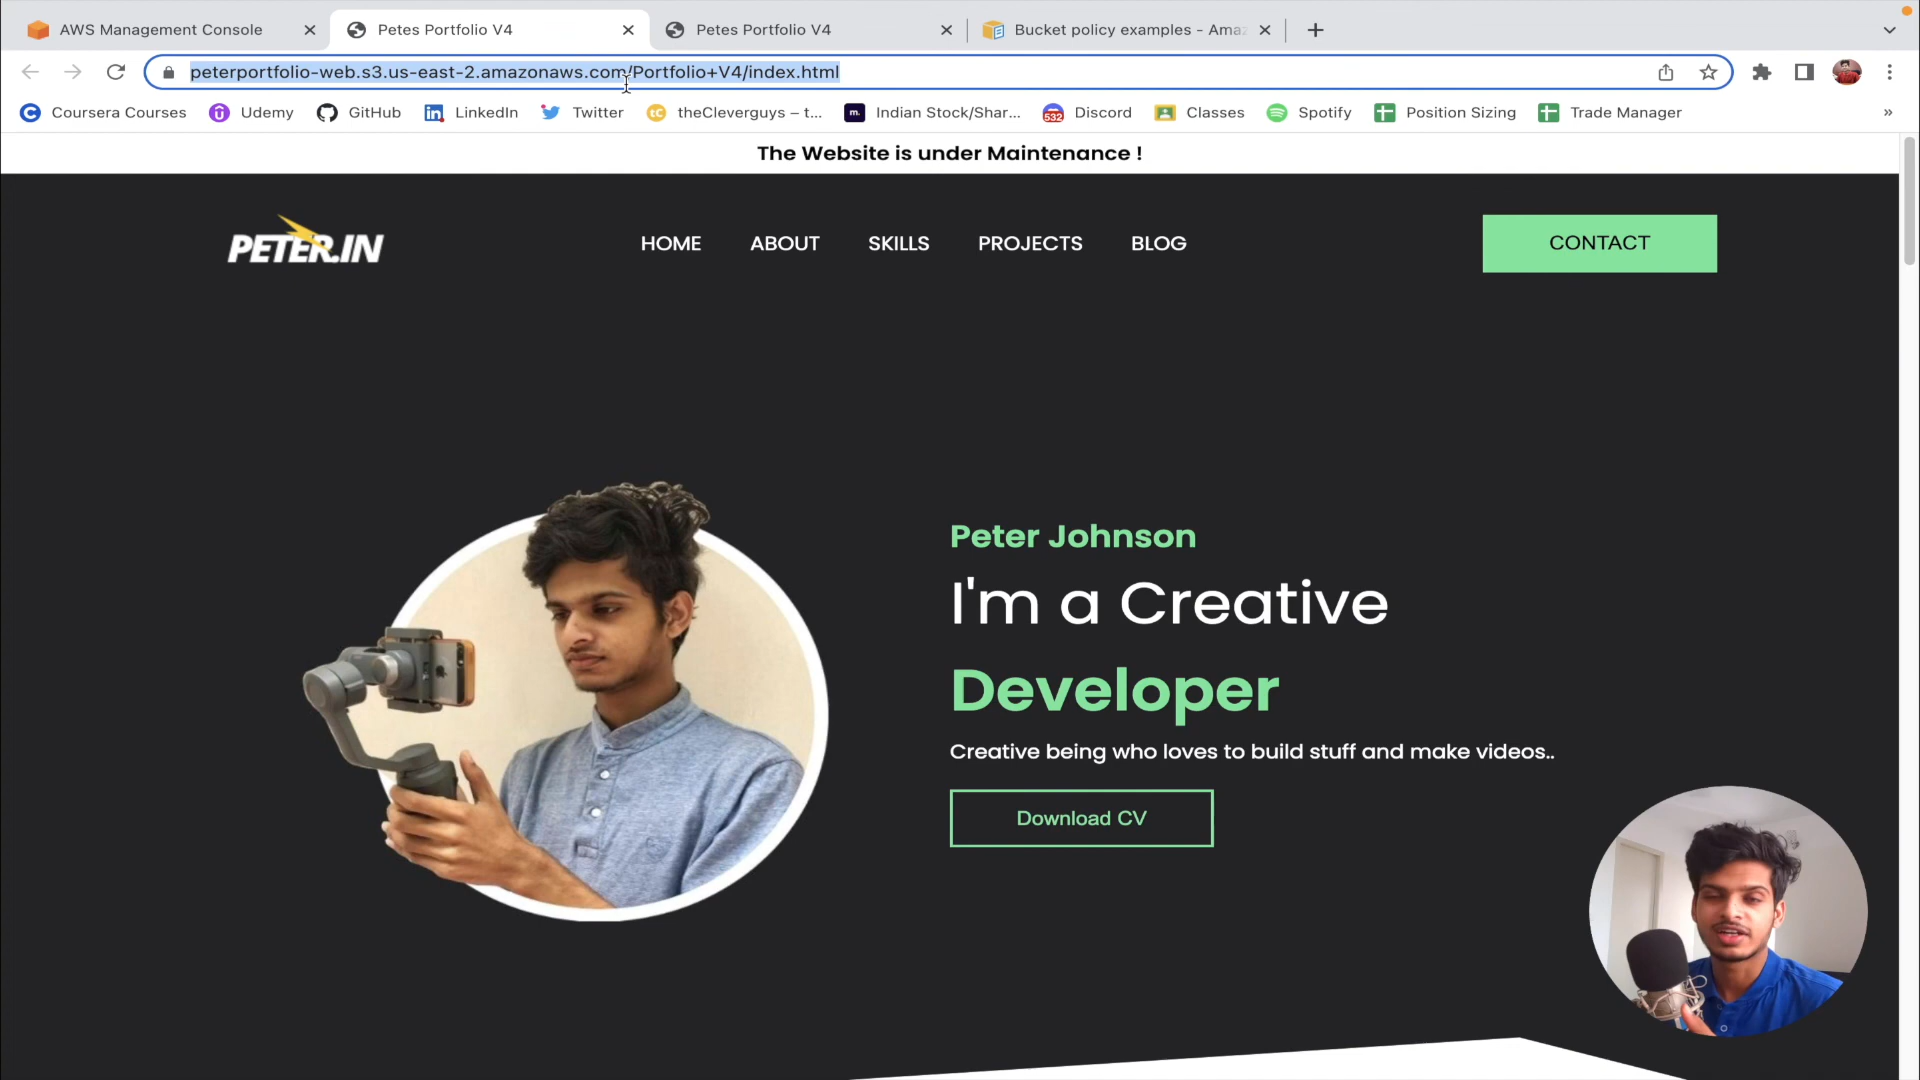 AWS Management Console
Petes Portfolio V4
Petes Portfolio V4
Bucket policy examples - Ama
peterportfolio-web.s3.us-east-2.amazonaws.com/Portfolio+V4/index.html
Coursera Courses
Udemy
GitHub
LinkedIn
Twitter
tC
theCleverguys – t...
m.
Indian Stock/Shar...
532
Discord
Classes
Spotify
Position Sizing
Trade Manager
»
The Website is under Maintenance !
PETER.IN
HOME
ABOUT
SKILLS
PROJECTS
BLOG
CONTACT
Peter Johnson
I'm a Creative
Developer
Creative being who loves to build stuff and make videos..
Download CV